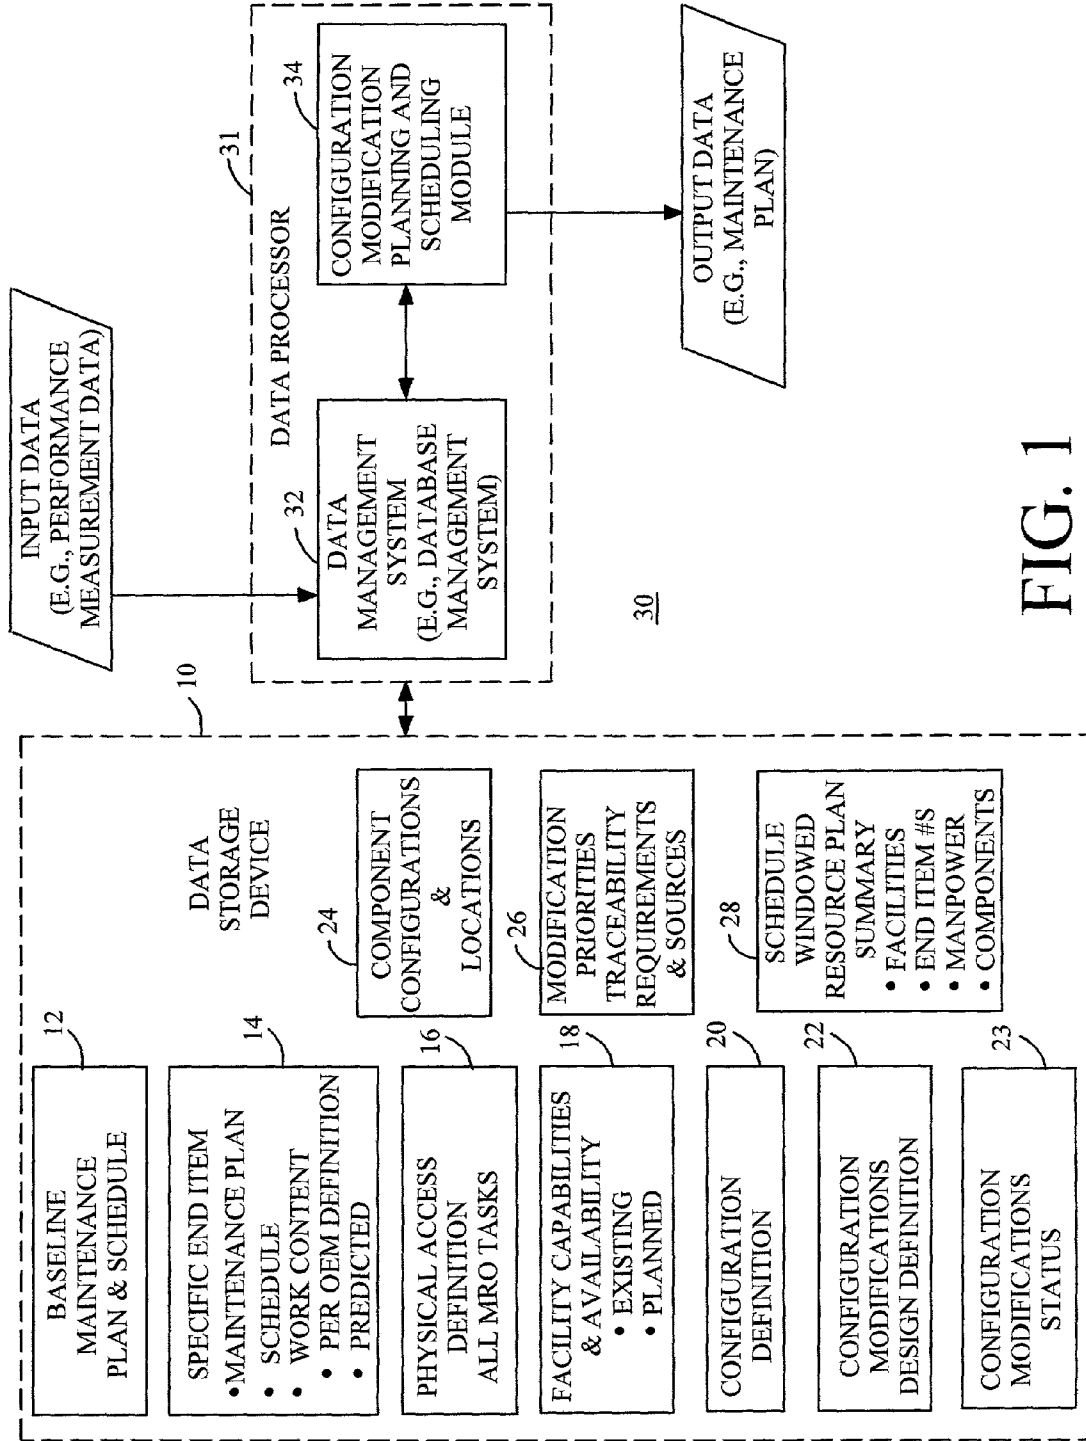 INPUT DATA
(E.G., PERFORMANCE
MEASUREMENT DATA)
31
DATA PROCESSOR
32
DATA
MANAGEMENT
SYSTEM
(E.G., DATABASE
MANAGEMENT
SYSTEM)
34
CONFIGURATION
MODIFICATION
PLANNING AND
SCHEDULING
MODULE
OUTPUT DATA
(E.G., MAINTENANCE
PLAN)
30
10
DATA
STORAGE
DEVICE
12
BASELINE
MAINTENANCE
PLAN & SCHEDULE
14
SPECIFIC END ITEM
•MAINTENANCE PLAN
• SCHEDULE
• WORK CONTENT
• PER OEM DEFINITION
• PREDICTED
16
PHYSICAL ACCESS
DEFINITION
ALL MRO TASKS
18
FACILITY CAPABILITIES
& AVAILABILITY
• EXISTING
• PLANNED
20
CONFIGURATION
DEFINITION
22
CONFIGURATION
MODIFICATIONS
DESIGN DEFINITION
23
CONFIGURATION
MODIFICATIONS
STATUS
24
COMPONENT
CONFIGURATIONS
&
LOCATIONS
26
MODIFICATION
PRIORITIES
TRACEABILITY
REQUIREMENTS
& SOURCES
28
SCHEDULE
WINDOWED
RESOURCE PLAN
SUMMARY
• FACILITIES
• END ITEM #S
• MANPOWER
• COMPONENTS
FIG. 1